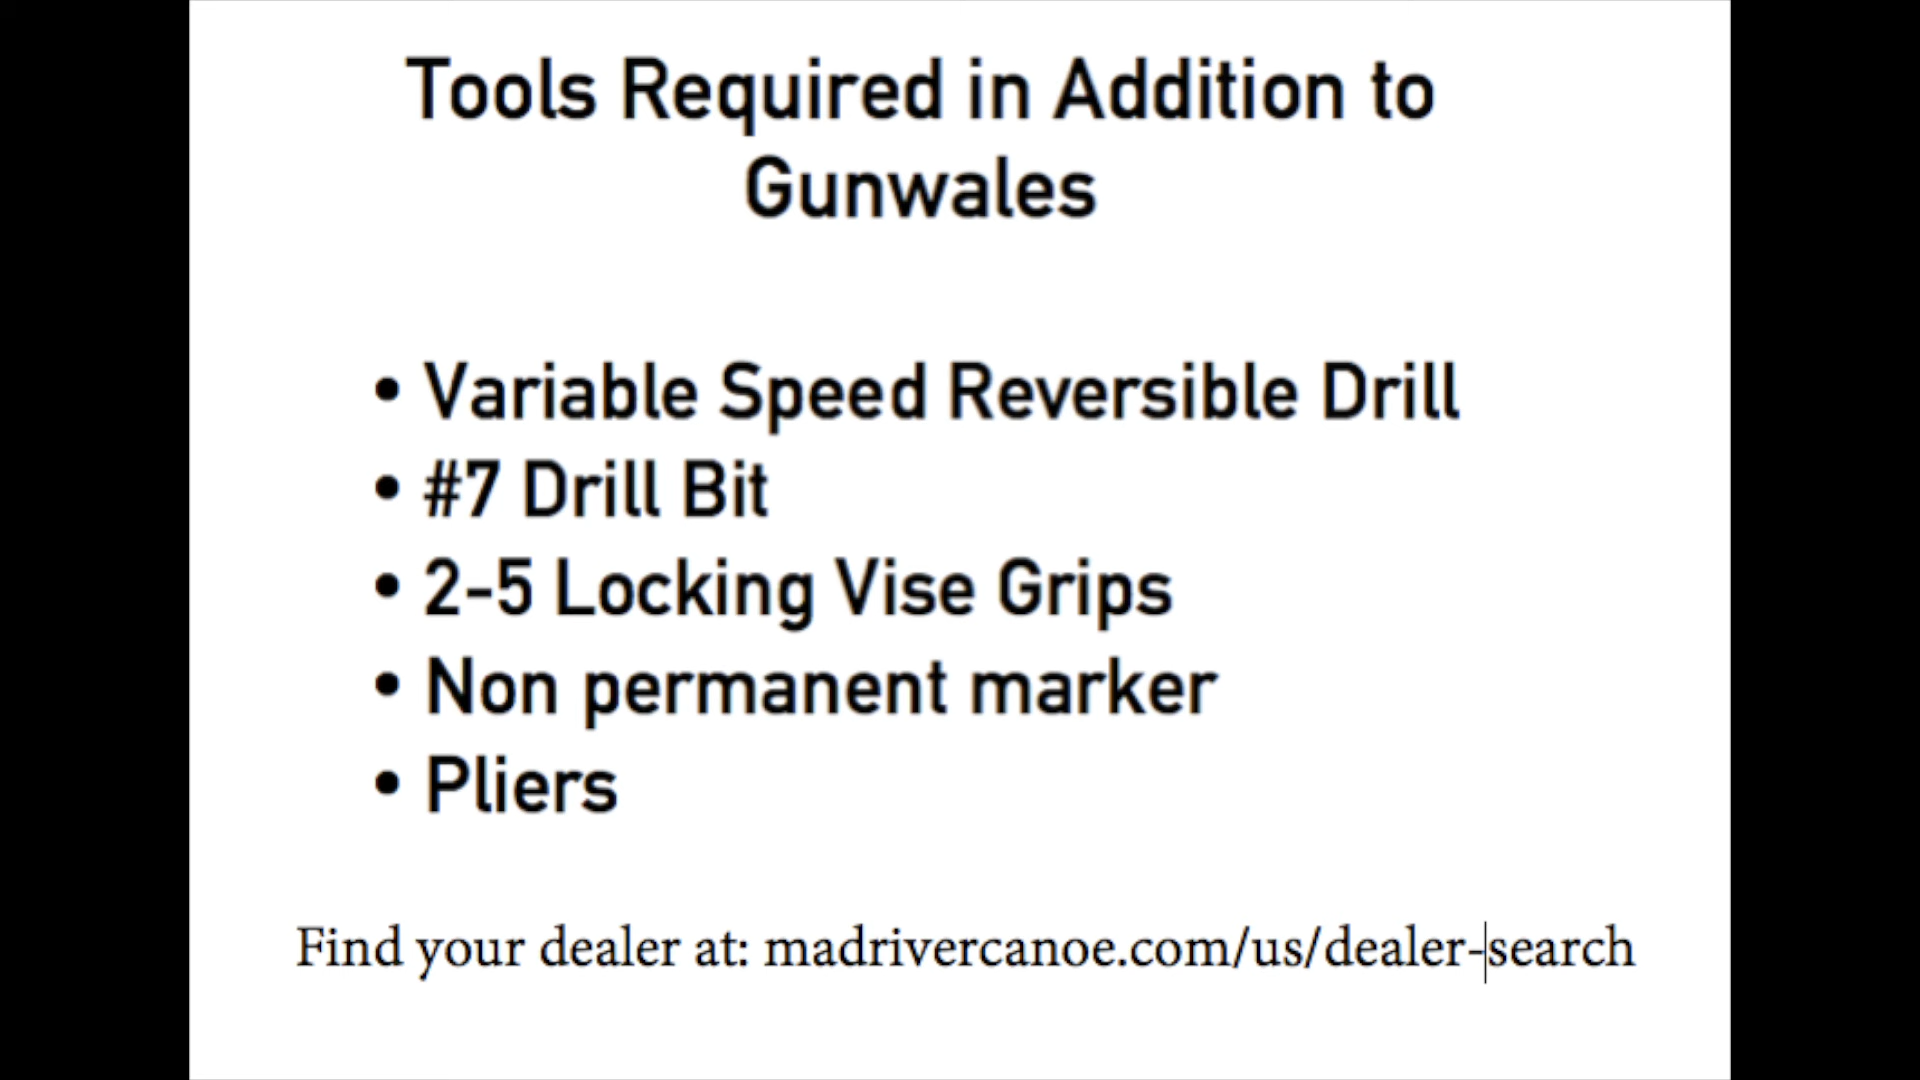 Tools Required in Addition to
Gunwales
• Variable Speed Reversible Drill
• #7 Drill Bit
• 2-5 Locking Vise Grips
• Non permanent marker
• Pliers
Find your dealer at: madrivercanoe.com/us/dealer-search